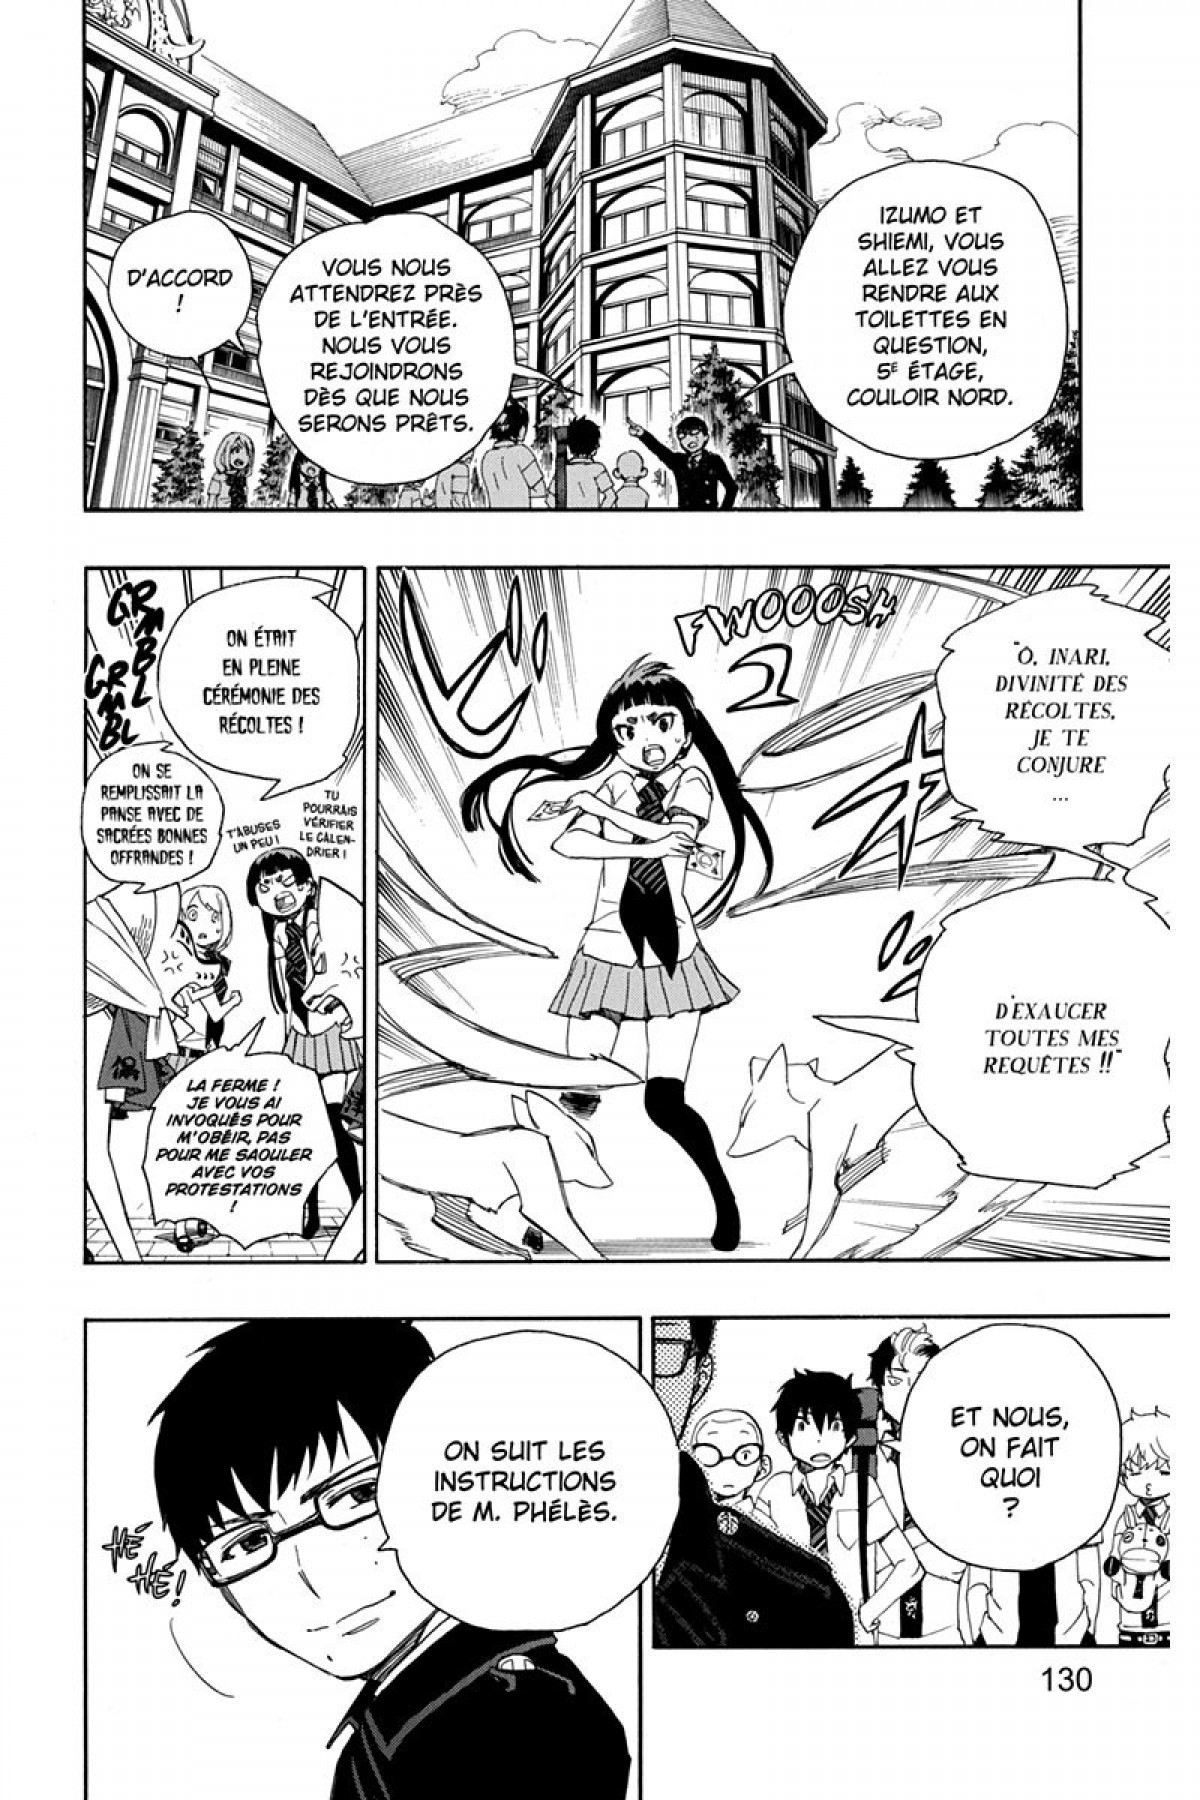 IZUMO ET
SHIEMI, VOUS
ALLEZ VOUS
RENDRE AUX
TOILETTES EN
QUESTION,
5E ÉTAGE,
COULOIR NORD.
VOUS NOUS
ATTENDREZ PRÈS
DE L'ENTRÉE.
NOUS VOUS
REJOINDRONS
DÈS QUE NOUS
SERONS PRÊTS.
D'ACCORD
!
FWOOOSH
"Ô, INARI,
DIVINITÉ DES
RÉCOLTES,
JE TE
CONJURE
...
D'EXAUCER
TOUTES MES
REQUÊTES !!"
ON ÉTAIT
EN PLEINE
CÉRÉMONIE DES
RÉCOLTES !
GRMBL
GRMBL
ON SE
REMPLISSAIT LA
PANSE AVEC DE
SACRÉES BONNES
OFFRANDES !
TU
POURRAIS
VÉRIFIER
LE CALEN-
DRIER !
T'ABUSES
UN PEU !
LA FERME !
JE VOUS AI
INVOQUÉS POUR
M'OBÉIR, PAS
POUR ME SAOULER
AVEC VOS
PROTESTATIONS
!
ET NOUS,
ON FAIT
QUOI
?
ON SUIT LES
INSTRUCTIONS
DE M. PHÉLÈS.
HÉ
HÉ !
130